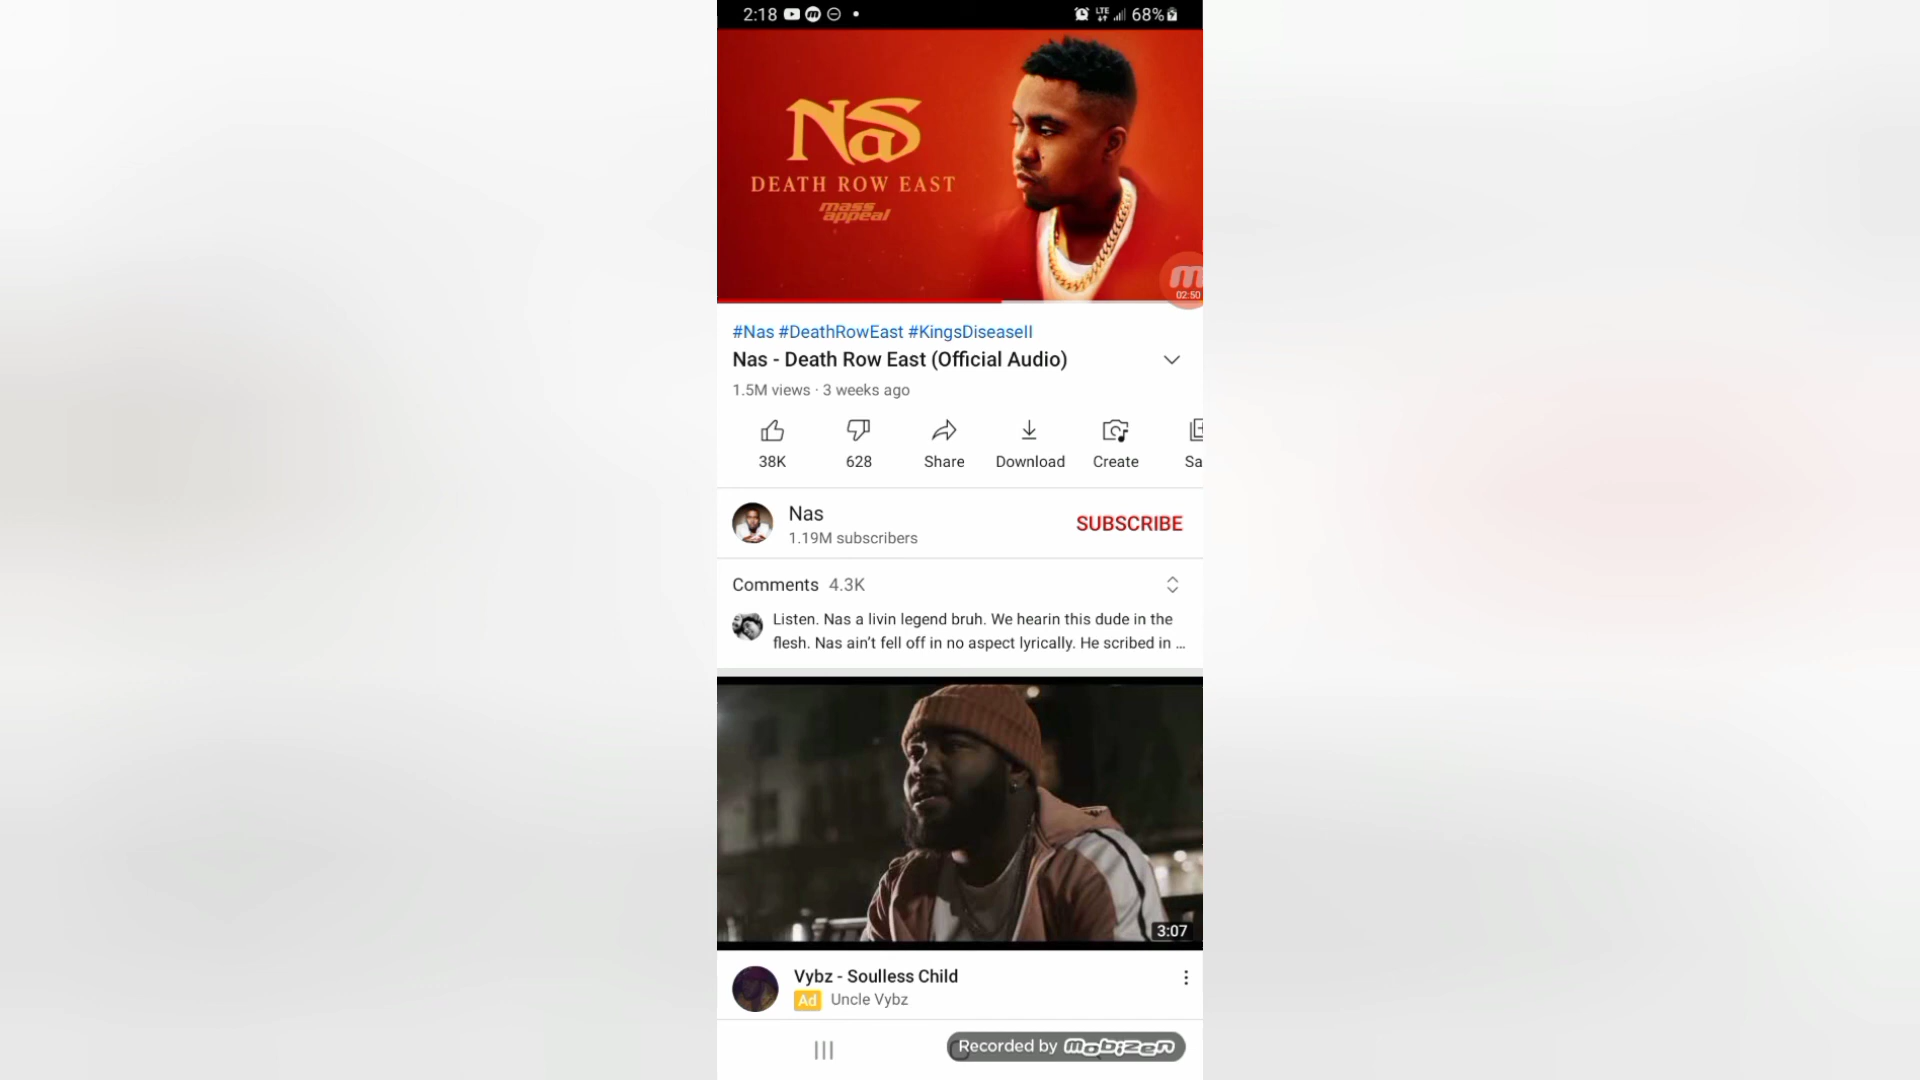 2:18
LTE
68%
NaS
DEATH ROW EAST
mass
appeal
02:50
#Nas #DeathRowEast #KingsDiseaseII
Nas - Death Row East (Official Audio)
1.5M views · 3 weeks ago
38K
628
Share
Download
Create
Sa
Nas
1.19M subscribers
SUBSCRIBE
Comments 4.3K
Listen. Nas a livin legend bruh. We hearin this dude in the
flesh. Nas ain't fell off in no aspect lyrically. He scribed in ...
3:07
Vybz - Soulless Child
Ad Uncle Vybz
Recorded by mobizen